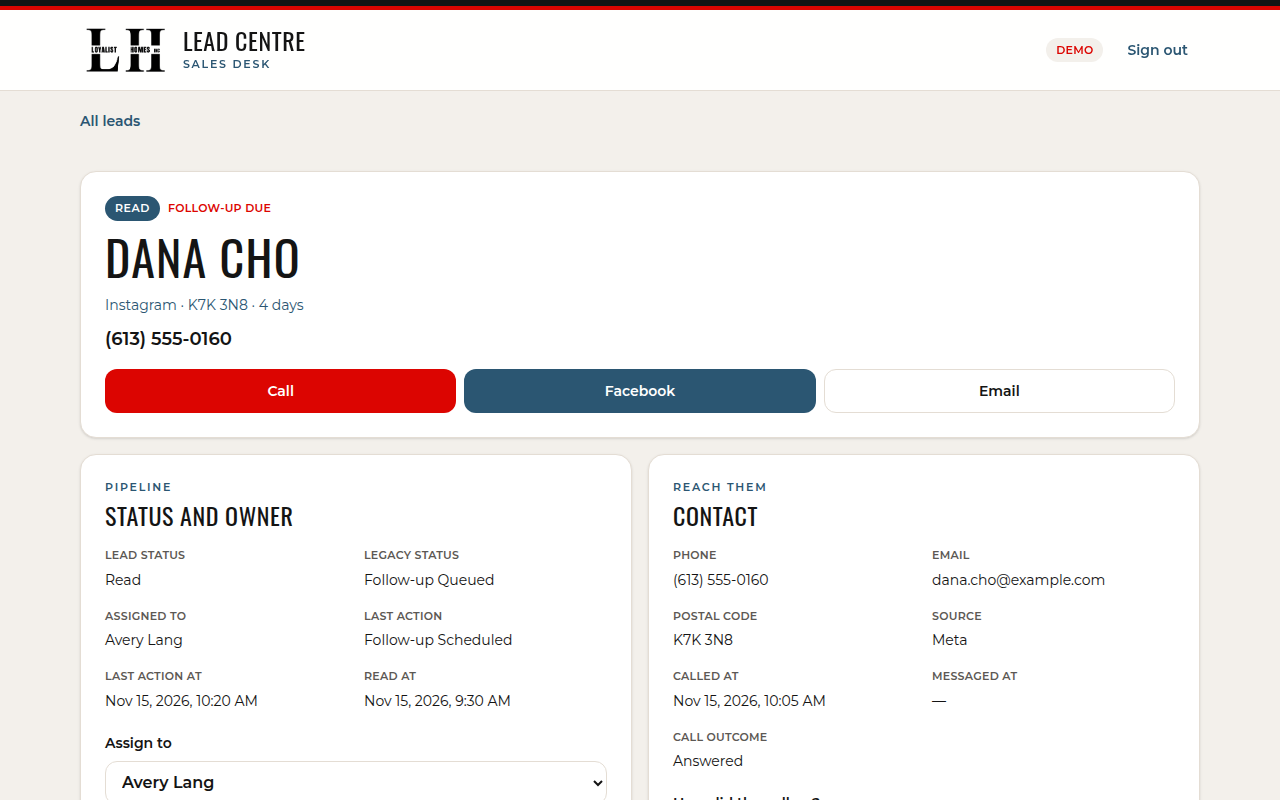 LH
LOYALIST HOMES INC
LEAD CENTRE
SALES DESK
DEMO
Sign out
All leads
READ FOLLOW-UP DUE
DANA CHO
Instagram · K7K 3N8 · 4 days
(613) 555-0160
Call Facebook Email
PIPELINE
STATUS AND OWNER
LEAD STATUS LEGACY STATUS
Read Follow-up Queued
ASSIGNED TO LAST ACTION
Avery Lang Follow-up Scheduled
LAST ACTION AT READ AT
Nov 15, 2026, 10:20 AM Nov 15, 2026, 9:30 AM
Assign to
Avery Lang
REACH THEM
CONTACT
PHONE EMAIL
(613) 555-0160 dana.cho@example.com
POSTAL CODE SOURCE
K7K 3N8 Meta
CALLED AT MESSAGED AT
Nov 15, 2026, 10:05 AM —
CALL OUTCOME
Answered